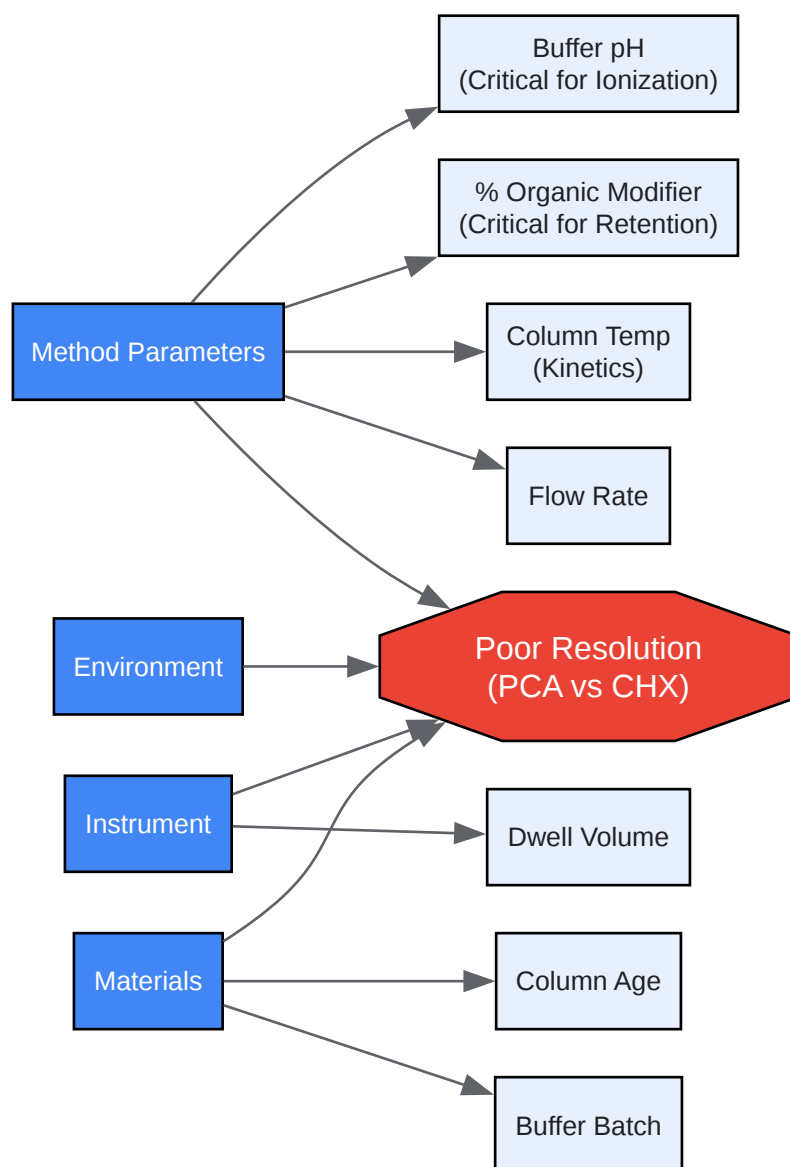 Buffer pH
(Critical for Ionization)
% Organic Modifier
(Critical for Retention)
Method Parameters
Column Temp
(Kinetics)
Flow Rate
Environment
Poor Resolution
(PCA vs CHX)
Instrument
Dwell Volume
Materials
Column Age
Buffer Batch